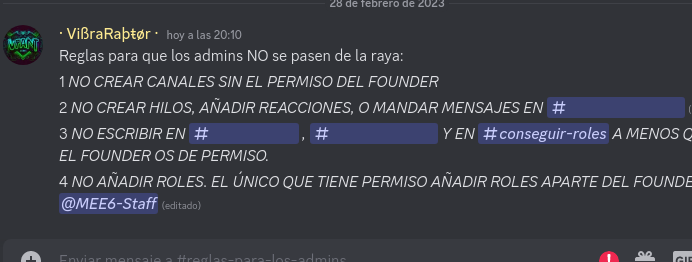 28 de febrero de 2023
· VißraRaþŧør · hoy a las 20:10
Reglas para que los admins NO se pasen de la raya:
1 NO CREAR CANALES SIN EL PERMISO DEL FOUNDER
2 NO CREAR HILOS, AÑADIR REACCIONES, O MANDAR MENSAJES EN #
3 NO ESCRIBIR EN # , # Y EN #conseguir-roles A MENOS Q
EL FOUNDER OS DE PERMISO.
4 NO AÑADIR ROLES. EL ÚNICO QUE TIENE PERMISO AÑADIR ROLES APARTE DEL FOUNDE
@MEE6-Staff (editado)
Enviar mensaje a #reglas-para-los-admins
GIF